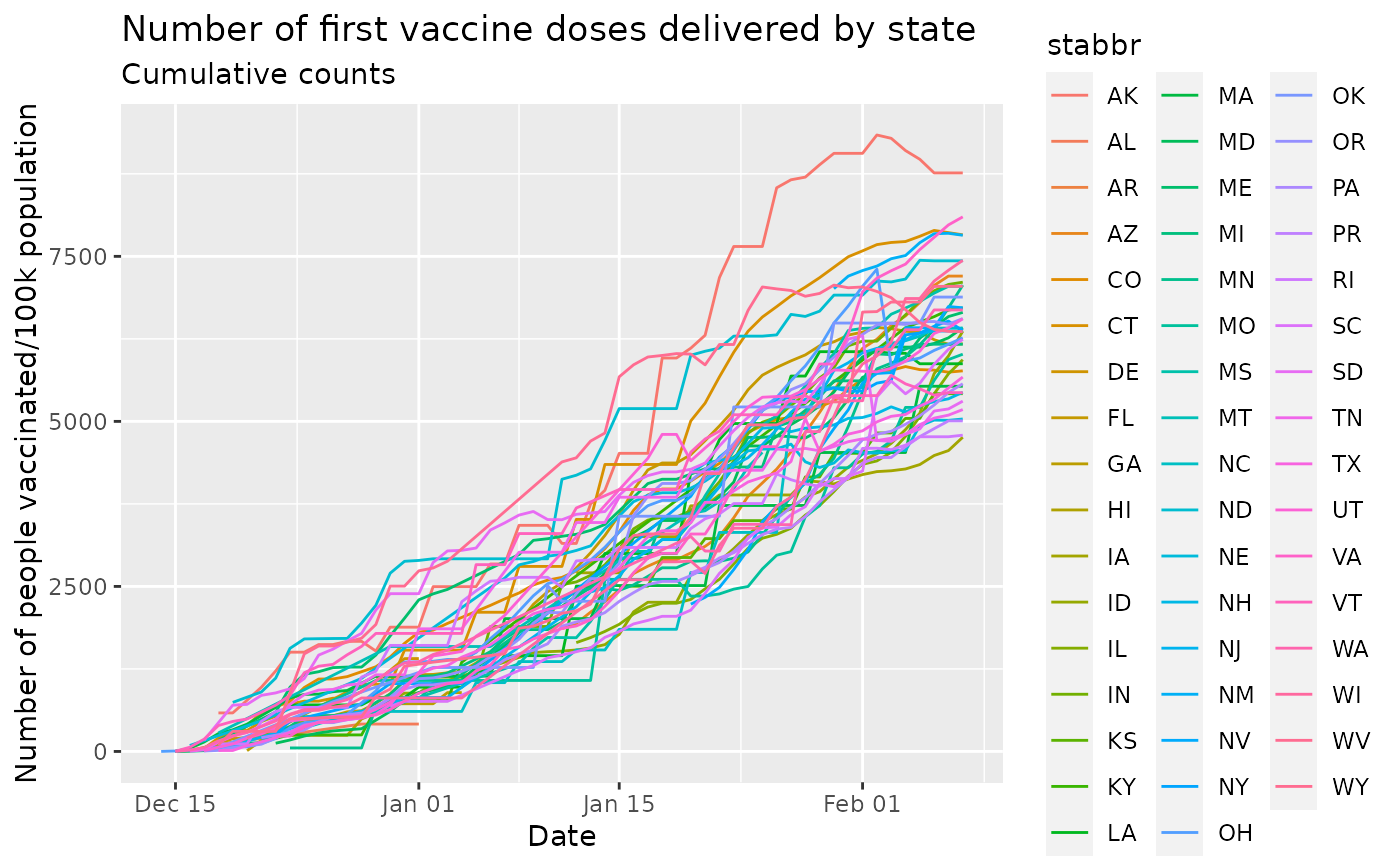 Number of first vaccine doses delivered by state
Cumulative counts
Number of people vaccinated/100k population
7500
5000
2500
0
Dec 15
Jan 01
Jan 15
Feb 01
Date
stabbr
AK
AL
AR
AZ
CO
CT
DE
FL
GA
HI
IA
ID
IL
IN
KS
KY
LA
MA
MD
ME
MI
MN
MO
MS
MT
NC
ND
NE
NH
NJ
NM
NV
NY
OH
OK
OR
PA
PR
RI
SC
SD
TN
TX
UT
VA
VT
WA
WI
WV
WY